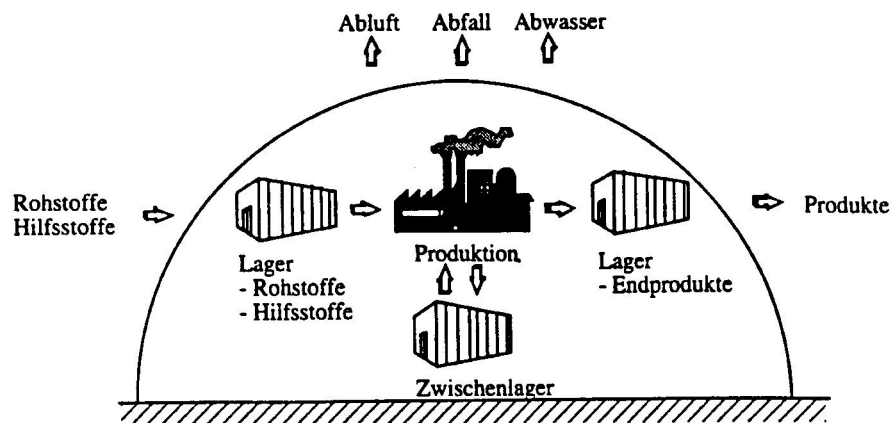 Abluft Abfall Abwasser
Rohstoffe
Hilfsstoffe
Produkte
Produktion
Lager
- Rohstoffe
- Hilfsstoffe
Lager
- Endprodukte
Zwischenlager